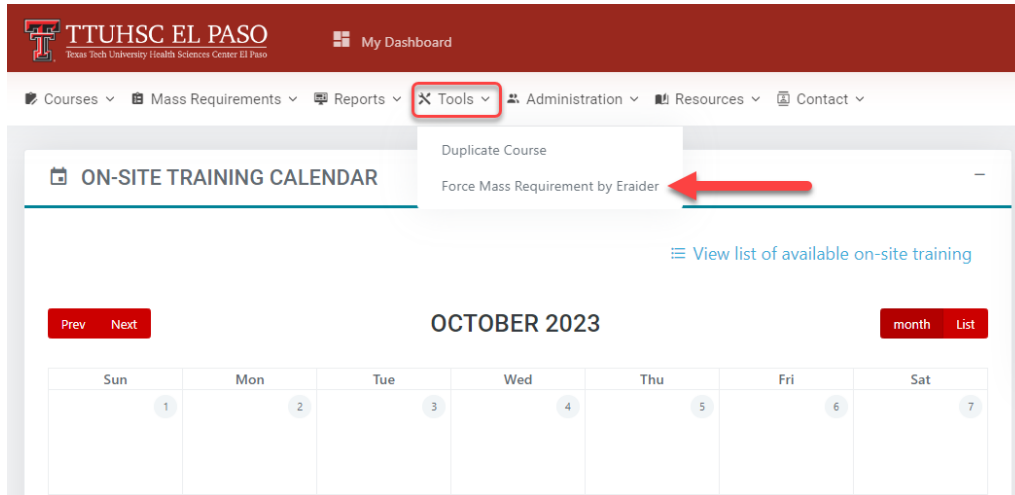 TTUHSC EL PASO
Texas Tech University Health Sciences Center El Paso
My Dashboard
Courses Mass Requirements Reports Tools Administration Resources Contact
Duplicate Course
Force Mass Requirement by Eraider
ON-SITE TRAINING CALENDAR
View list of available on-site training
Prev Next OCTOBER 2023 month List
Sun Mon Tue Wed Thu Fri Sat
1 2 3 4 5 6 7